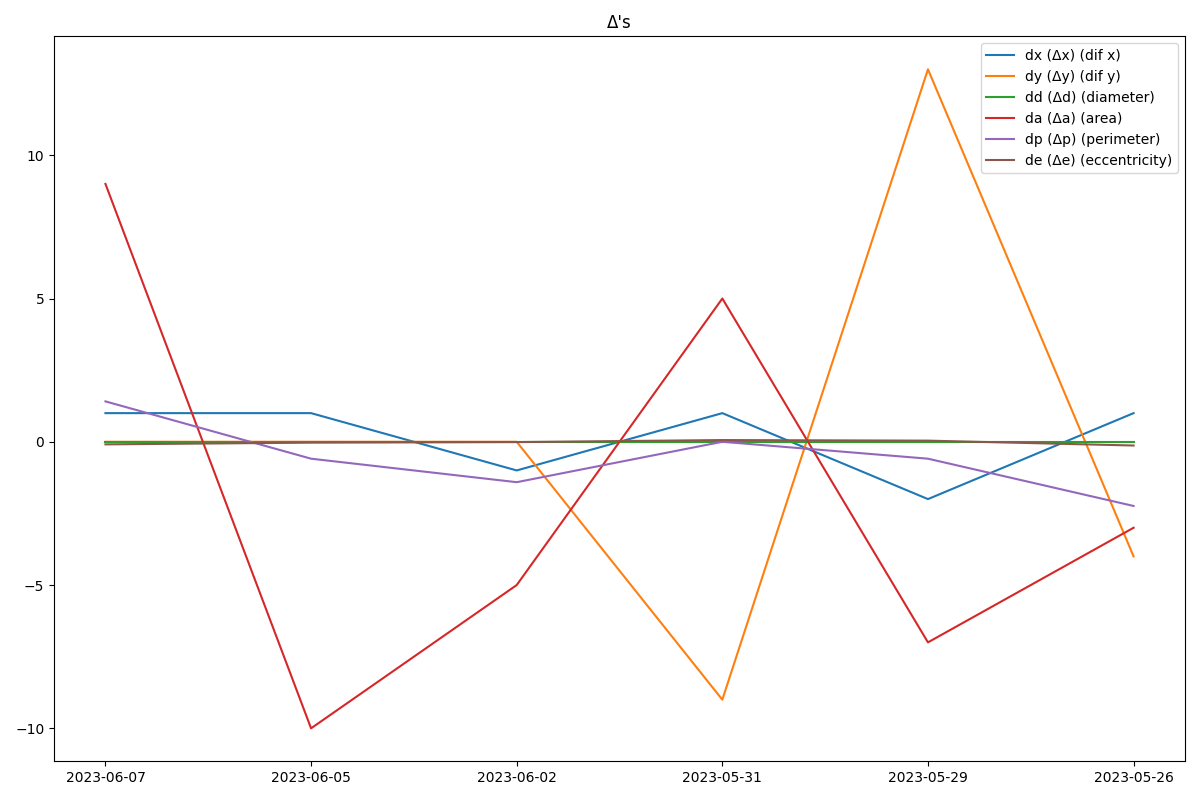 Δ's
dx (Δx) (dif x)
dy (Δy) (dif y)
dd (Δd) (diameter)
da (Δa) (area)
dp (Δp) (perimeter)
de (Δe) (eccentricity)
10
5
0
−5
−10
2023-06-07 2023-06-05 2023-06-02 2023-05-31 2023-05-29 2023-05-26